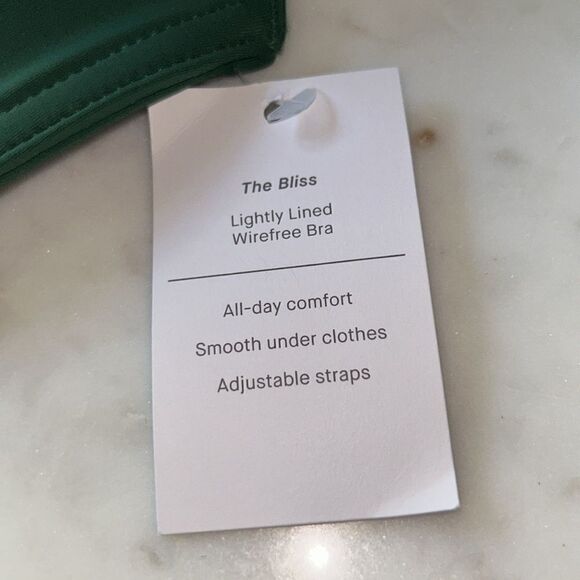 The Bliss
Lightly Lined
Wirefree Bra
All-day comfort
Smooth under clothes
Adjustable straps